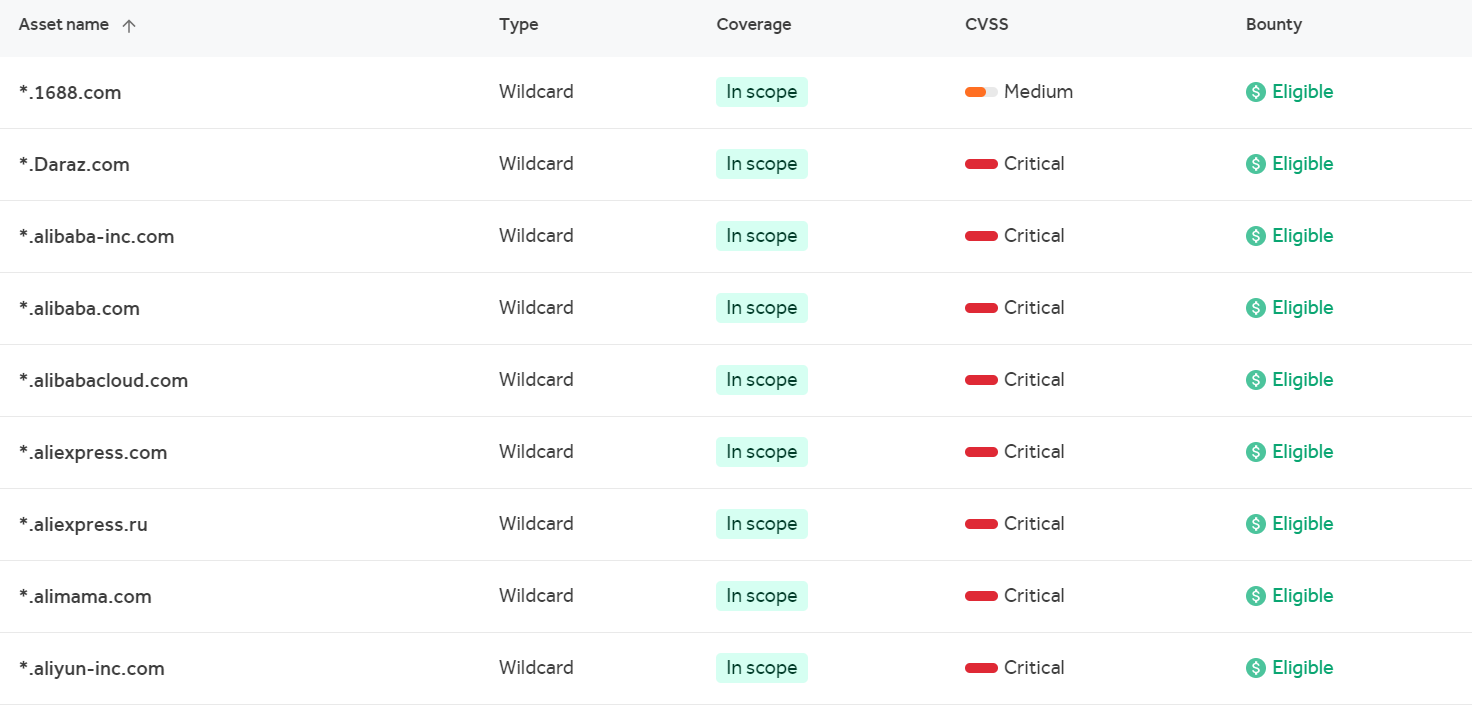 Asset name ↑ Type Coverage CVSS Bounty
*.1688.com Wildcard In scope Medium $ Eligible
*.Daraz.com Wildcard In scope Critical $ Eligible
*.alibaba-inc.com Wildcard In scope Critical $ Eligible
*.alibaba.com Wildcard In scope Critical $ Eligible
*.alibabacloud.com Wildcard In scope Critical $ Eligible
*.aliexpress.com Wildcard In scope Critical $ Eligible
*.aliexpress.ru Wildcard In scope Critical $ Eligible
*.alimama.com Wildcard In scope Critical $ Eligible
*.aliyun-inc.com Wildcard In scope Critical $ Eligible